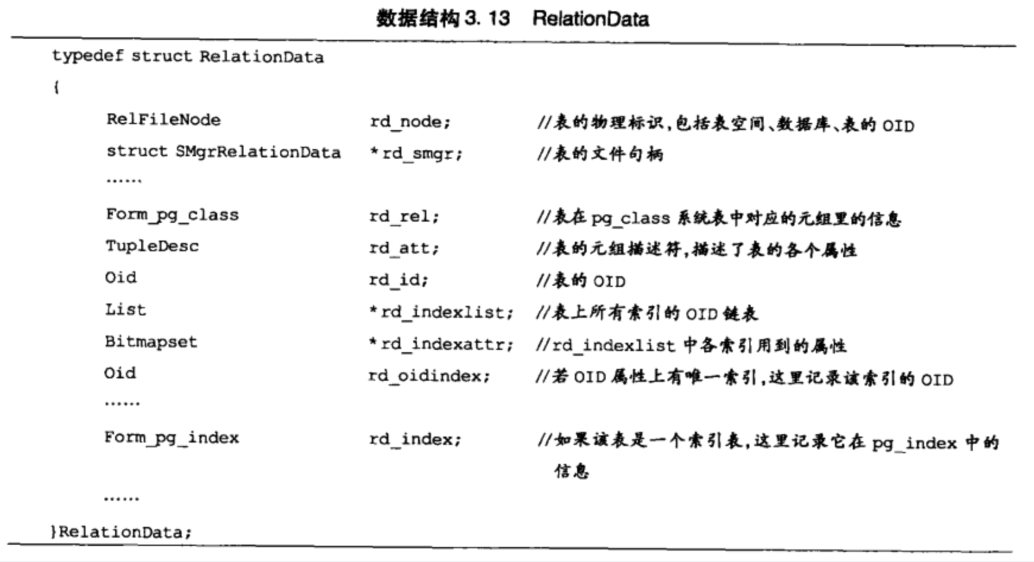 数据结构 3. 13 RelationData
typedef struct RelationData
{
RelFileNode rd_node; //表的物理标识,包括表空间、数据库、表的 OID
struct SMgrRelationData *rd_smgr; //表的文件句柄
……
Form_pg_class rd_rel; //表在 pg_class 系统表中对应的元组里的信息
TupleDesc rd_att; //表的元组描述符,描述了表的各个属性
Oid rd_id; //表的 OID
List *rd_indexlist; //表上所有索引的 OID 链表
Bitmapset *rd_indexattr; //rd_indexlist 中各索引用到的属性
Oid rd_oidindex; //若 OID 属性上有唯一索引,这里记录该索引的 OID
……
Form_pg_index rd_index; //如果该表是一个索引表,这里记录它在 pg_index 中的
信息
……
}RelationData;